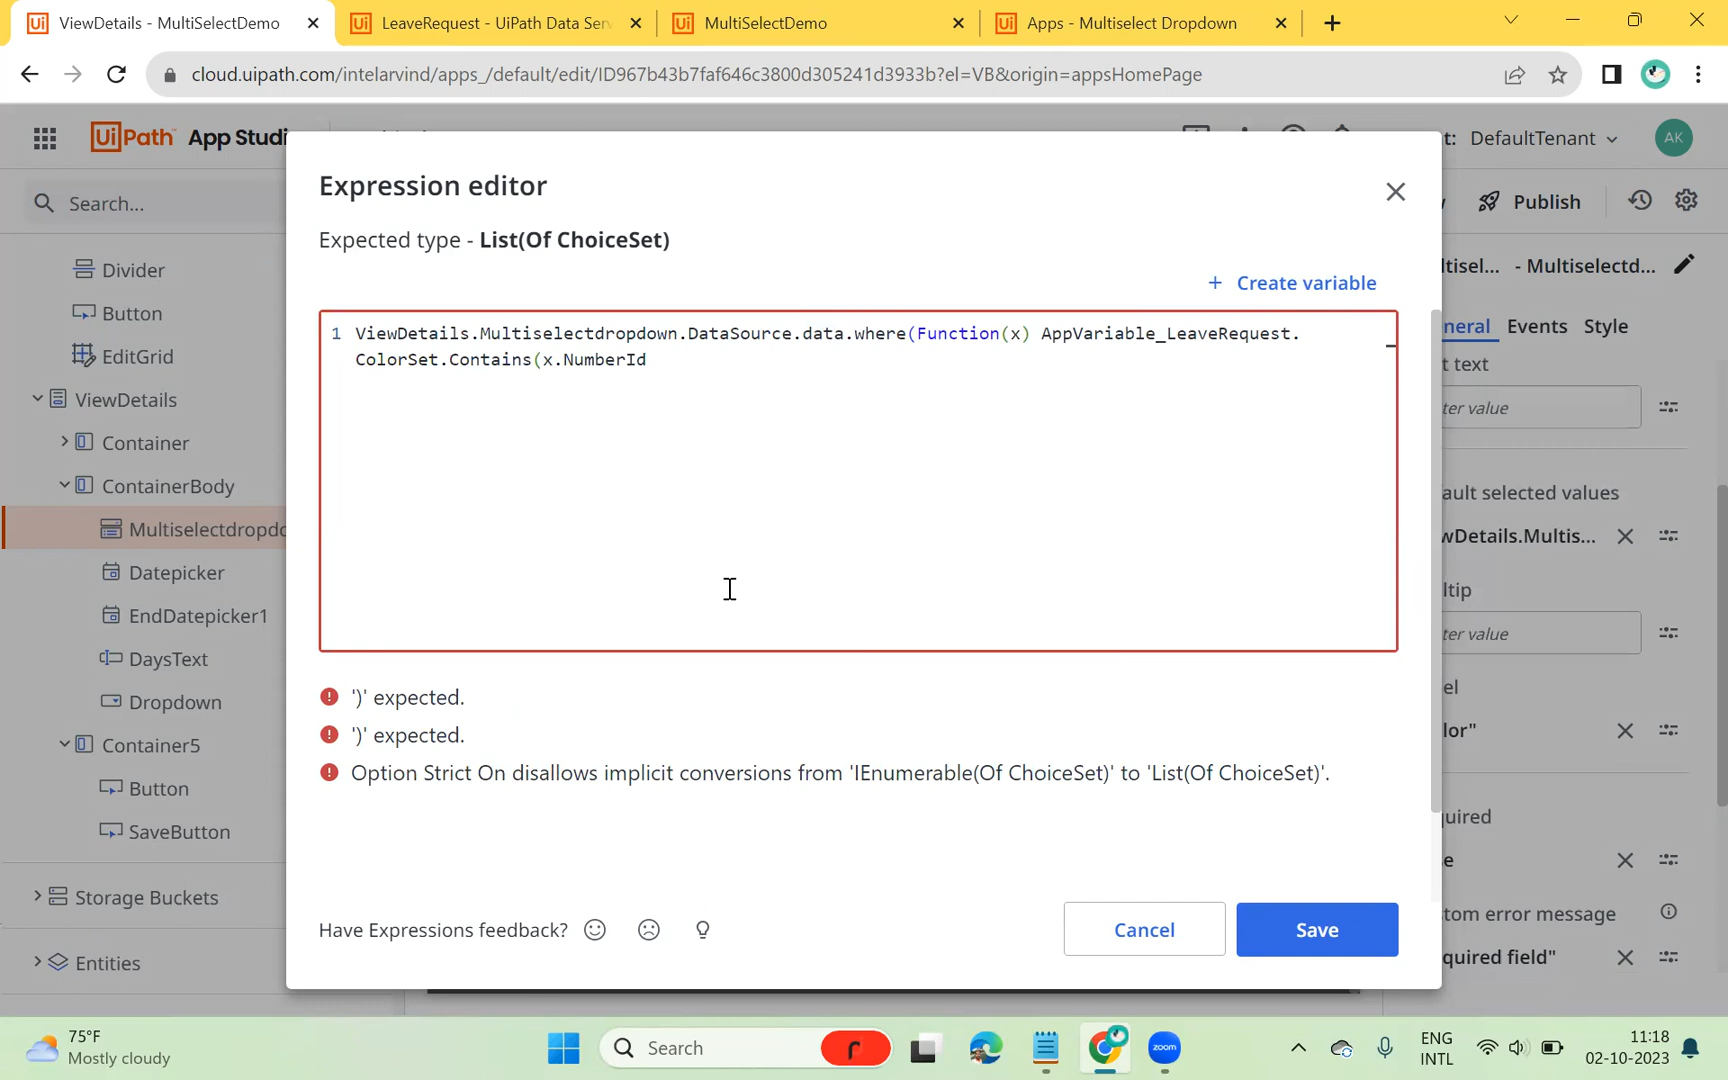 ViewDetails - MultiSelectDemo
LeaveRequest - UiPath Data Ser
MultiSelectDemo
Apps - Multiselect Dropdown
cloud.uipath.com/intelarvind/apps_/default/edit/ID967b43b7faf646c3800d305241d3933b?el=VB&origin=appsHomePage
UiPath App Studi
t: DefaultTenant
AK
Search...
Publish
Divider
Button
EditGrid
ViewDetails
Container
ContainerBody
Multiselectdropdo
Datepicker
EndDatepicker1
DaysText
Dropdown
Container5
Button
SaveButton
Storage Buckets
Entities
Expression editor
Expected type - List(Of ChoiceSet)
+ Create variable
1 ViewDetails.Multiselectdropdown.DataSource.data.where(Function(x) AppVariable_LeaveRequest.
ColorSet.Contains(x.NumberId
')' expected.
')' expected.
Option Strict On disallows implicit conversions from 'IEnumerable(Of ChoiceSet)' to 'List(Of ChoiceSet)'.
Have Expressions feedback?
Cancel
Save
ltisel... - Multiselectd...
neral Events Style
t text
ter value
ault selected values
wDetails.Multis...
ltip
ter value
el
lor"
quired
e
tom error message
quired field"
75°F
Mostly cloudy
Search
zoom
ENG
INTL
11:18
02-10-2023